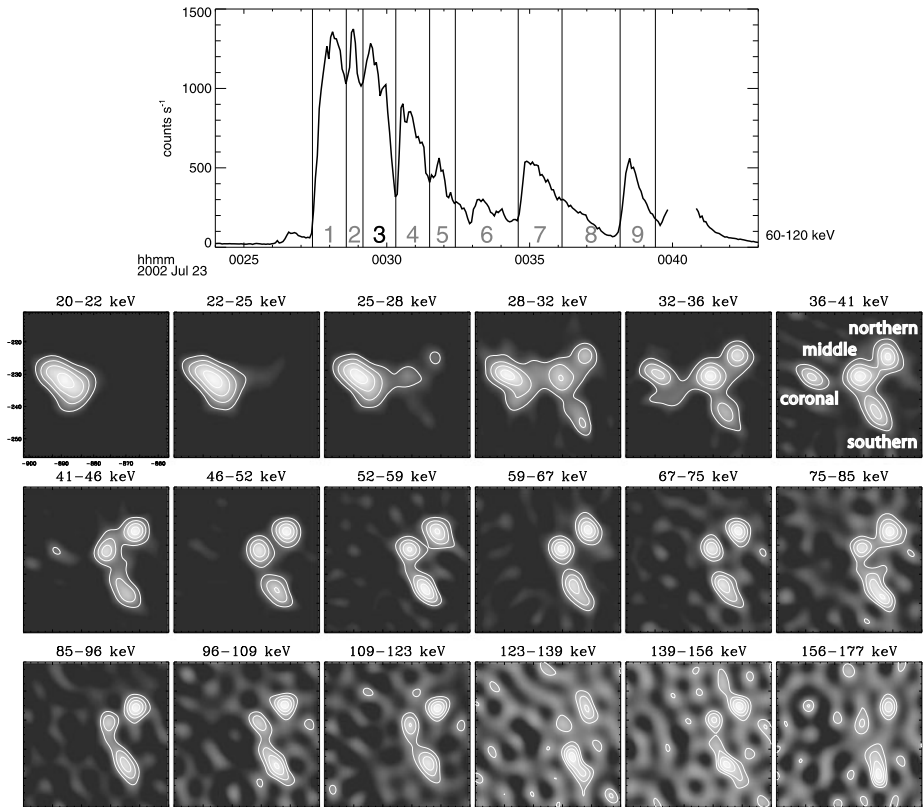 1500
1000
500
0
counts s⁻¹
1 2 3 4 5 6 7 8 9
60-120 keV
hhmm 0025 0030 0035 0040
2002 Jul 23
20-22 keV 22-25 keV 25-28 keV 28-32 keV 32-36 keV 36-41 keV
northern
middle
coronal
southern
-220
-230
-240
-250
-900 -890 -880 -870 -860
41-46 keV 46-52 keV 52-59 keV 59-67 keV 67-75 keV 75-85 keV
85-96 keV 96-109 keV 109-123 keV 123-139 keV 139-156 keV 156-177 keV